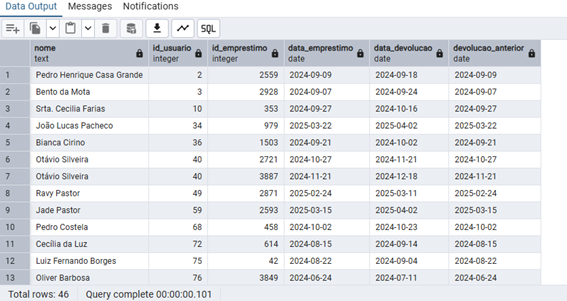 Data Output Messages Notifications
SQL
nome id_usuario id_emprestimo data_emprestimo data_devolucao devolucao_anterior
text integer integer date date date
1 Pedro Henrique Casa Grande 2 2559 2024-09-09 2024-09-18 2024-09-09
2 Bento da Mota 3 2928 2024-09-07 2024-09-24 2024-09-07
3 Srta. Cecilia Farias 10 353 2024-09-27 2024-10-16 2024-09-27
4 João Lucas Pacheco 34 979 2025-03-22 2025-04-02 2025-03-22
5 Bianca Cirino 36 1503 2024-09-21 2024-10-02 2024-09-21
6 Otávio Silveira 40 2721 2024-10-27 2024-11-21 2024-10-27
7 Otávio Silveira 40 3887 2024-11-21 2024-12-18 2024-11-21
8 Ravy Pastor 49 2871 2025-02-24 2025-03-11 2025-02-24
9 Jade Pastor 59 2593 2025-03-15 2025-04-02 2025-03-15
10 Pedro Costela 68 458 2024-10-02 2024-10-23 2024-10-02
11 Cecília da Luz 72 614 2024-08-15 2024-09-14 2024-08-15
12 Luiz Fernando Borges 75 42 2024-08-22 2024-09-04 2024-08-22
13 Oliver Barbosa 76 3849 2024-06-24 2024-07-11 2024-06-24
Total rows: 46 Query complete 00:00:00.101